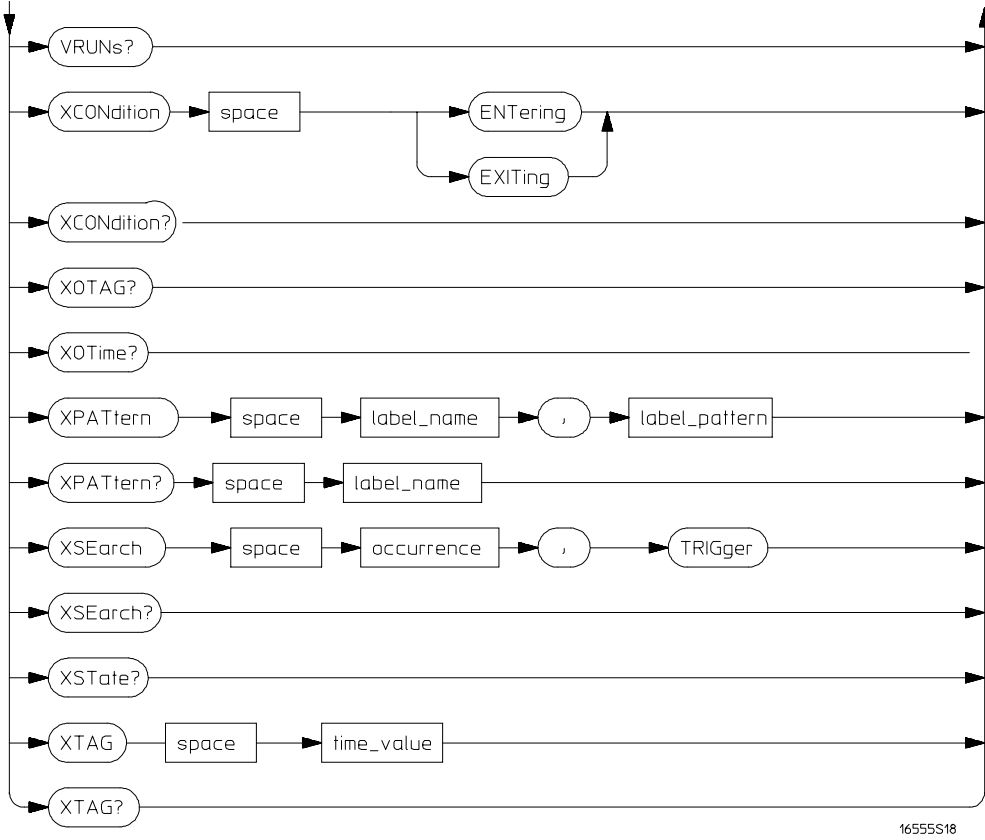 VRUNs?
XCONdition space ENTering
EXITing
XCONdition?
XOTAG?
XOTime?
XPATtern space label_name , label_pattern
XPATtern? space label_name
XSEarch space occurrence , TRIGger
XSEarch?
XSTate?
XTAG space time_value
XTAG?
16555S18